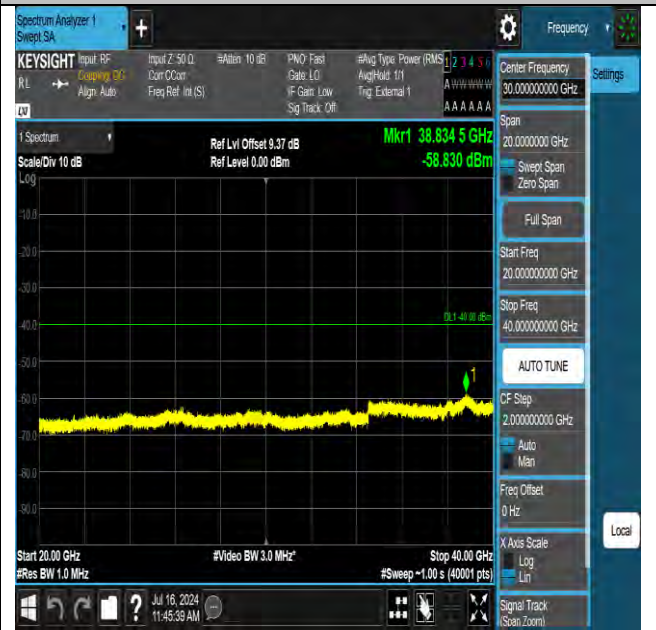 Spectrum Analyzer 1
Swept SA
+
Frequency
KEYSIGHT
Input: RF
Coupling: DC
Align: Auto
Input Z: 50 Ω
Corr CCorr
Freq Ref: Int (S)
#Atten: 10 dB
PNO: Fast
Gate: LO
IF Gain: Low
Sig Track: Off
#Avg Type: Power (RMS
Avg|Hold: 1/1
Trig: External 1
1 2 3 4 5 6
A W W W W W
A A A A A A
RL
LXI
1 Spectrum
Scale/Div 10 dB
Log
Ref Lvl Offset 9.37 dB
Ref Level 0.00 dBm
Mkr1 38.834 5 GHz
-58.830 dBm
-10.0
-20.0
-30.0
-40.0
-50.0
-60.0
-70.0
-80.0
-90.0
DL1 -40.00 dBm
1
Start 20.00 GHz
#Res BW 1.0 MHz
#Video BW 3.0 MHz*
Stop 40.00 GHz
#Sweep ~1.00 s (40001 pts)
Jul 16, 2024
11:45:39 AM
Center Frequency
30.000000000 GHz
Settings
Span
20.0000000 GHz
Swept Span
Zero Span
Full Span
Start Freq
20.000000000 GHz
Stop Freq
40.000000000 GHz
AUTO TUNE
CF Step
2.000000000 GHz
Auto
Man
Freq Offset
0 Hz
X Axis Scale
Log
Lin
Local
Signal Track
(Span Zoom)